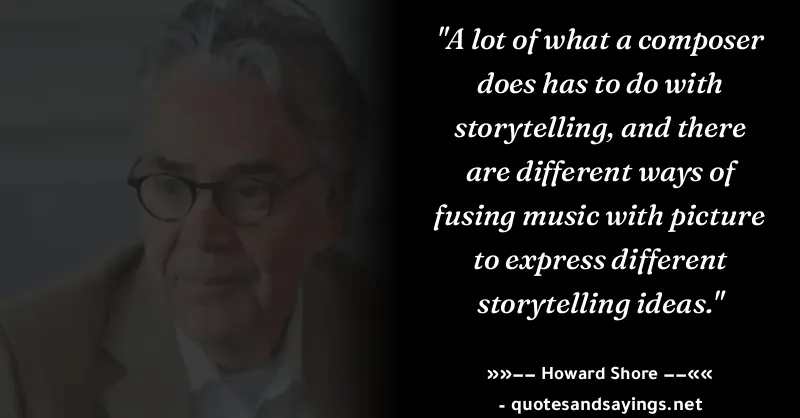 "A lot of what a composer
does has to do with
storytelling, and there
are different ways of
fusing music with picture
to express different
storytelling ideas."
»»−− Howard Shore −−««
- quotesandsayings.net